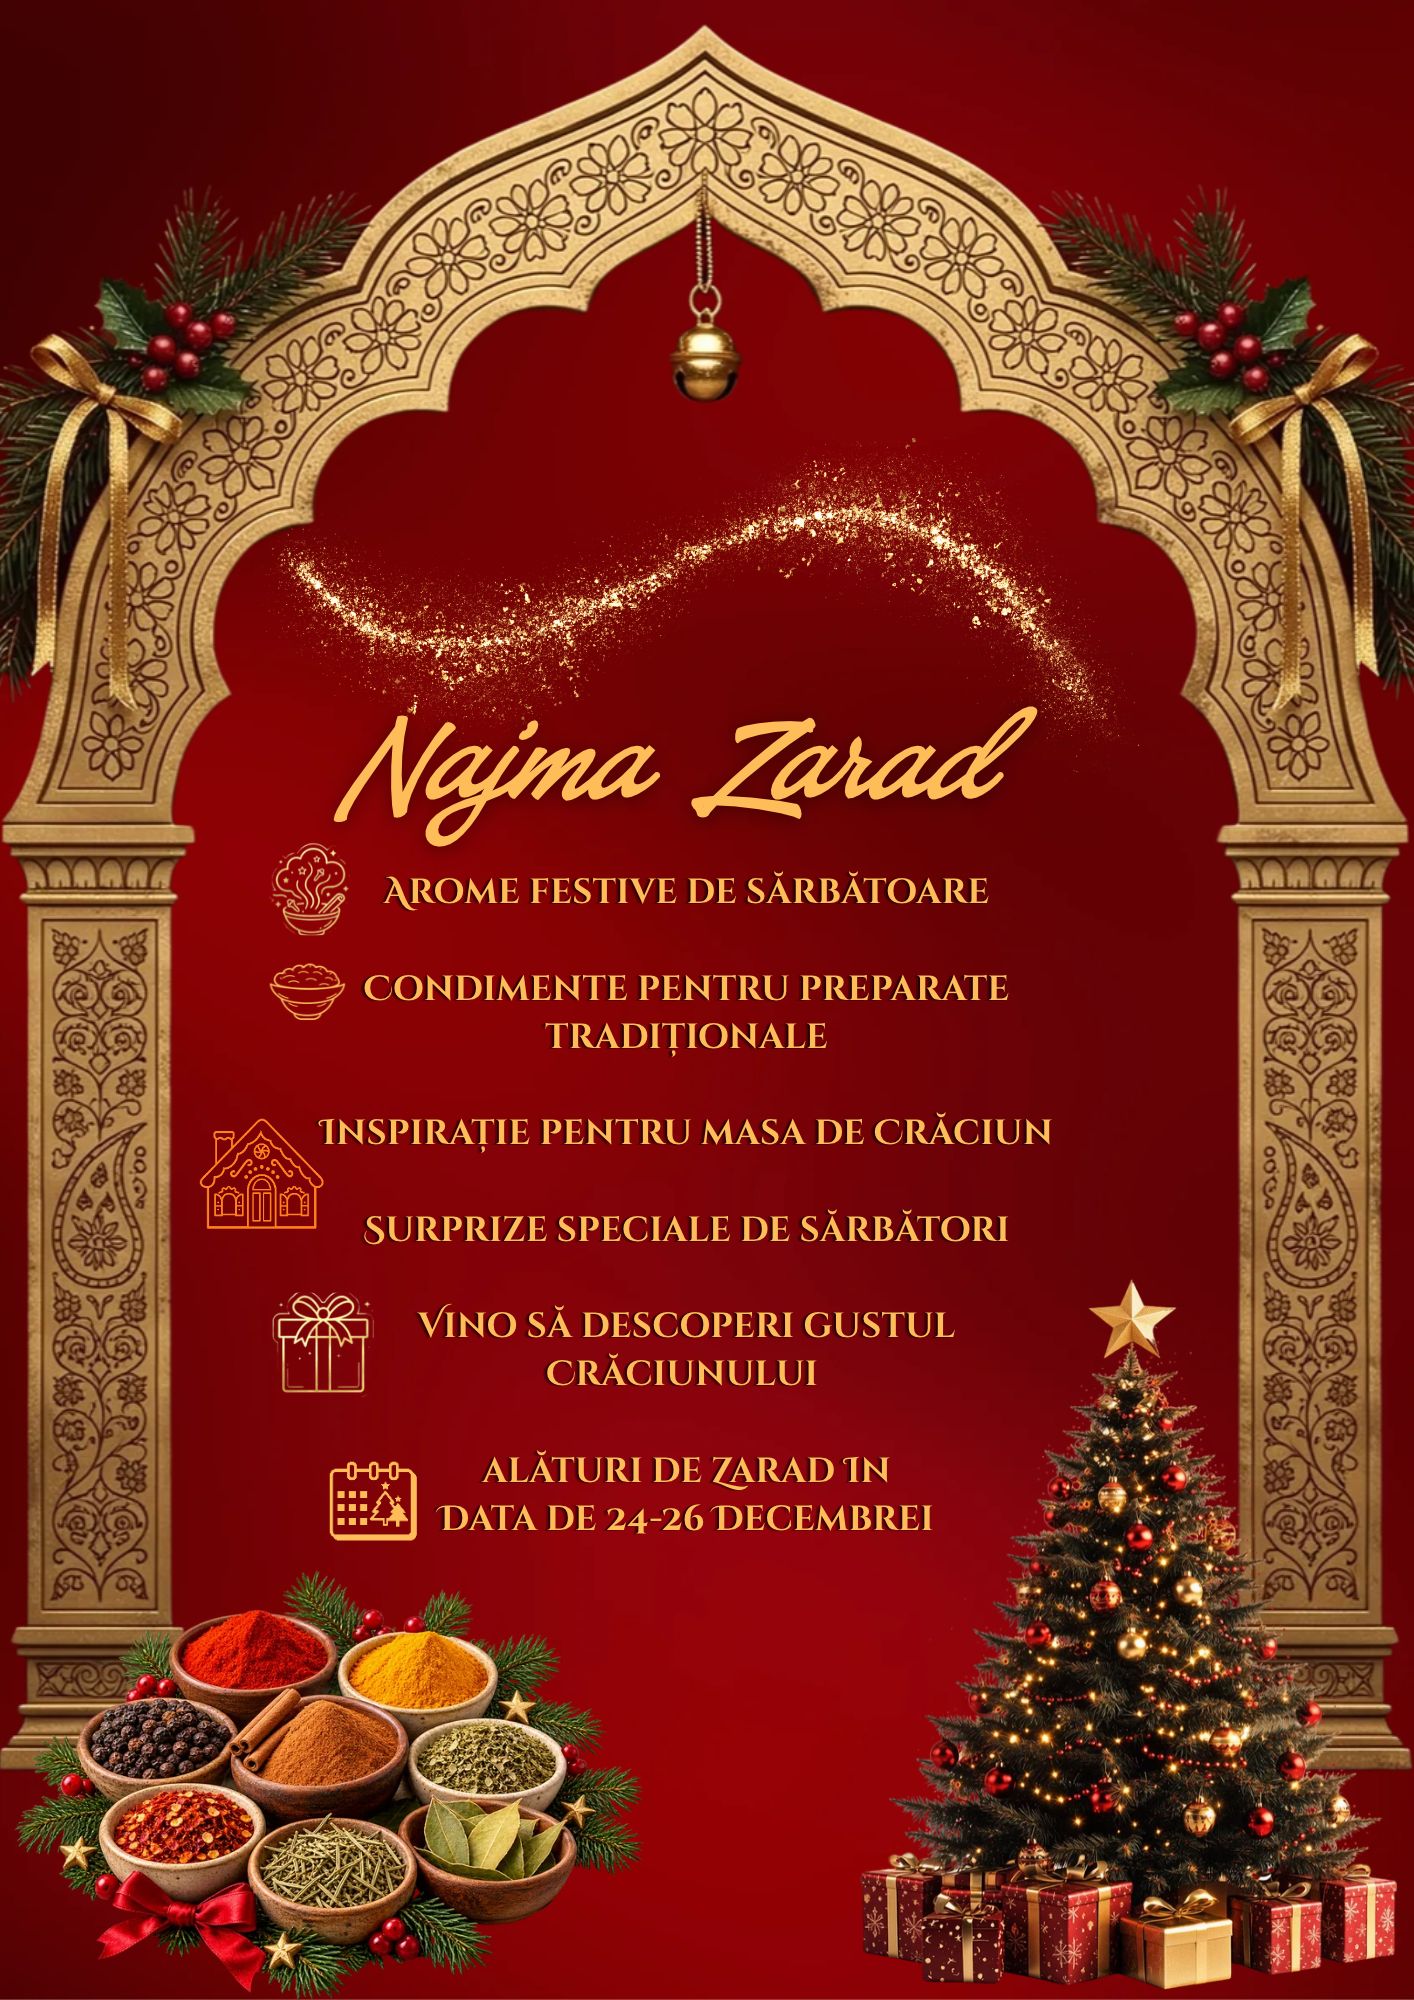 Najma Zarad
Arome festive de sărbătoare
Condimente pentru preparate
tradiționale
Inspirație pentru masa de Crăciun
Surprize speciale de sărbători
Vino să descoperi gustul
Crăciunului
alături de Zarad In
Data de 24-26 Decembrei